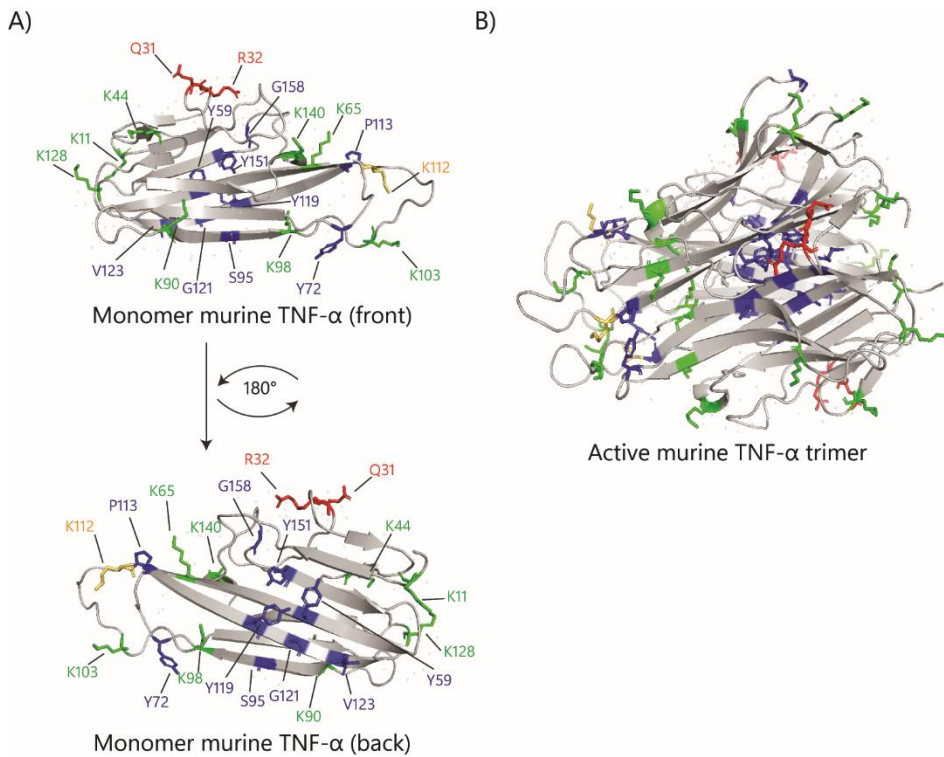 A)
B)
Q31
R32
G158
Y59
K44
K140
K65
P113
K11
K128
Y151
K112
Y119
V123
K90
G121
S95
K98
Y72
K103
Monomer murine TNF-α (front)
180°
Active murine TNF-α trimer
R32
Q31
K65
G158
P113
K140
Y151
K44
K112
K11
K128
K103
Y72
K98
Y119
S95
G121
K90
V123
Y59
Monomer murine TNF-α (back)